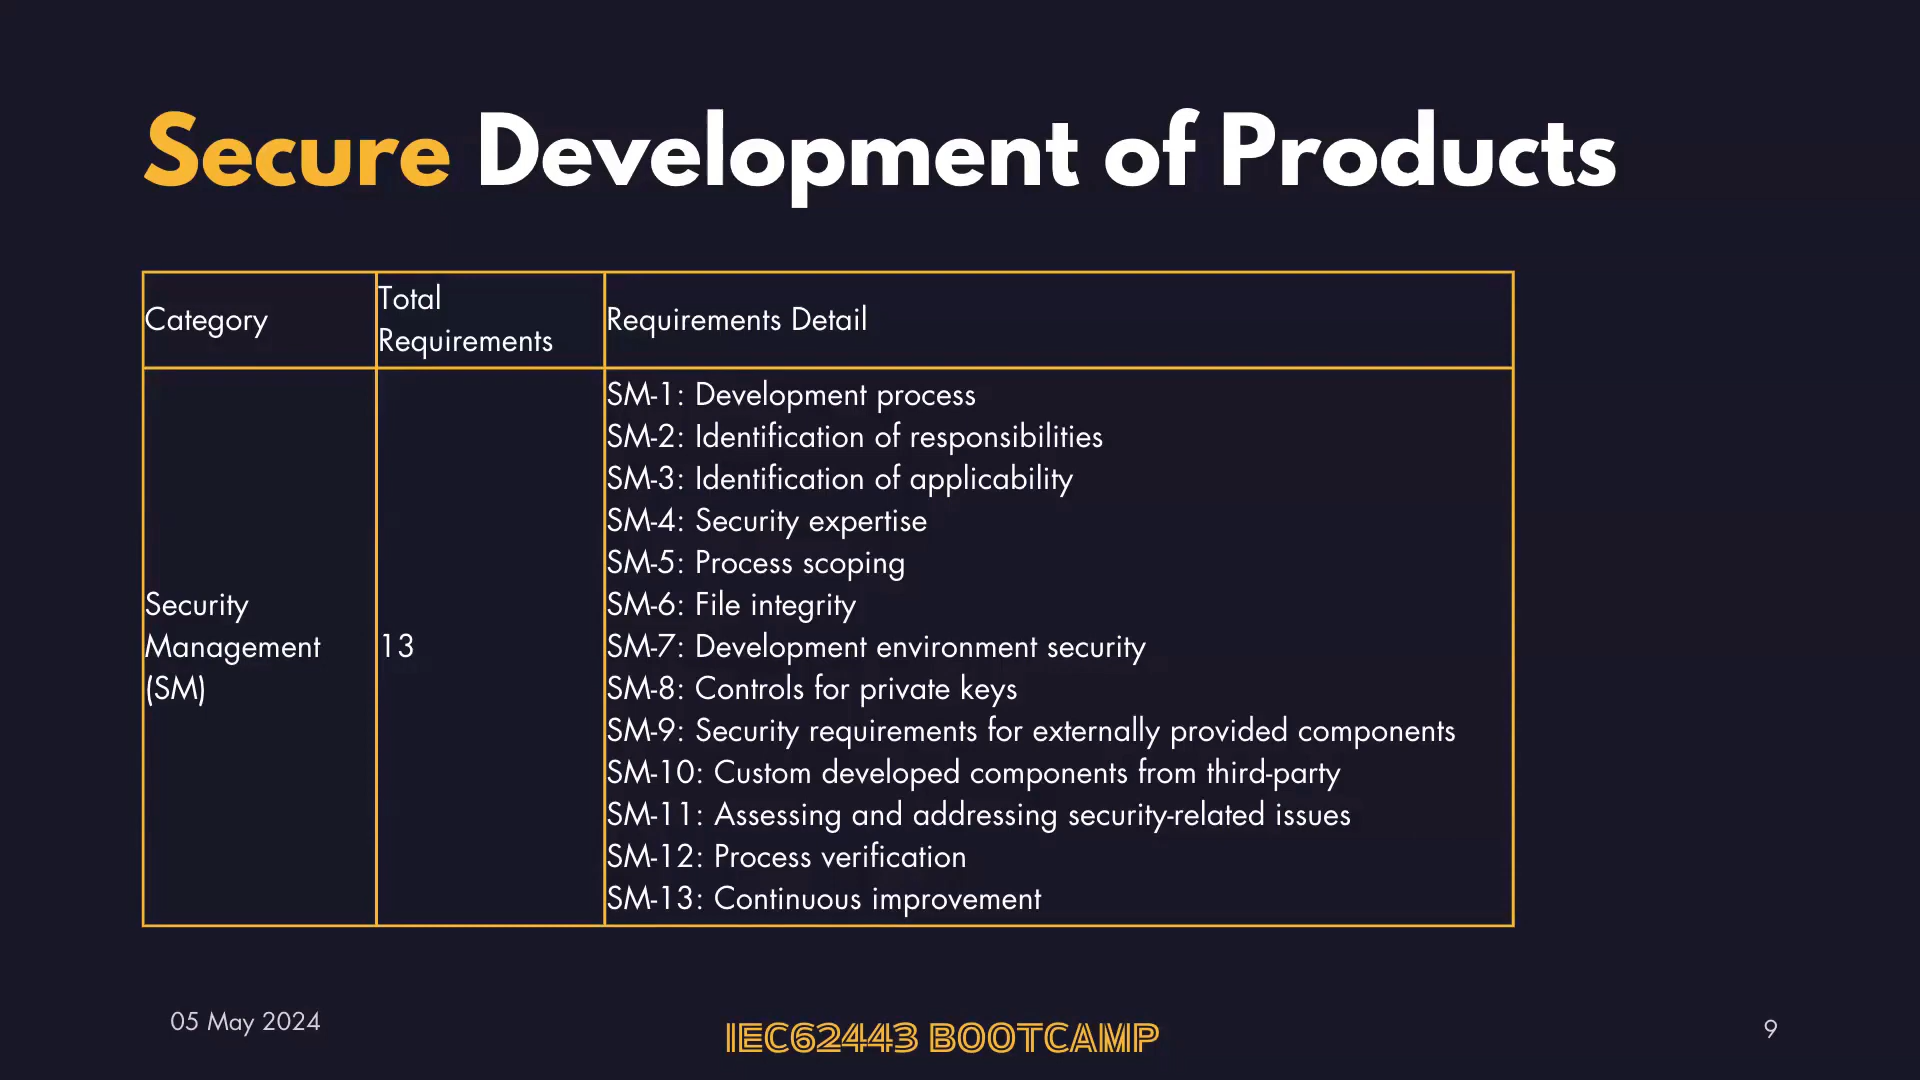 Secure Development of Products
Category
Total
Requirements
Requirements Detail
Security
Management
(SM)
13
SM-1: Development process
SM-2: Identification of responsibilities
SM-3: Identification of applicability
SM-4: Security expertise
SM-5: Process scoping
SM-6: File integrity
SM-7: Development environment security
SM-8: Controls for private keys
SM-9: Security requirements for externally provided components
SM-10: Custom developed components from third-party
SM-11: Assessing and addressing security-related issues
SM-12: Process verification
SM-13: Continuous improvement
05 May 2024
IEC62443 BOOTCAMP
9